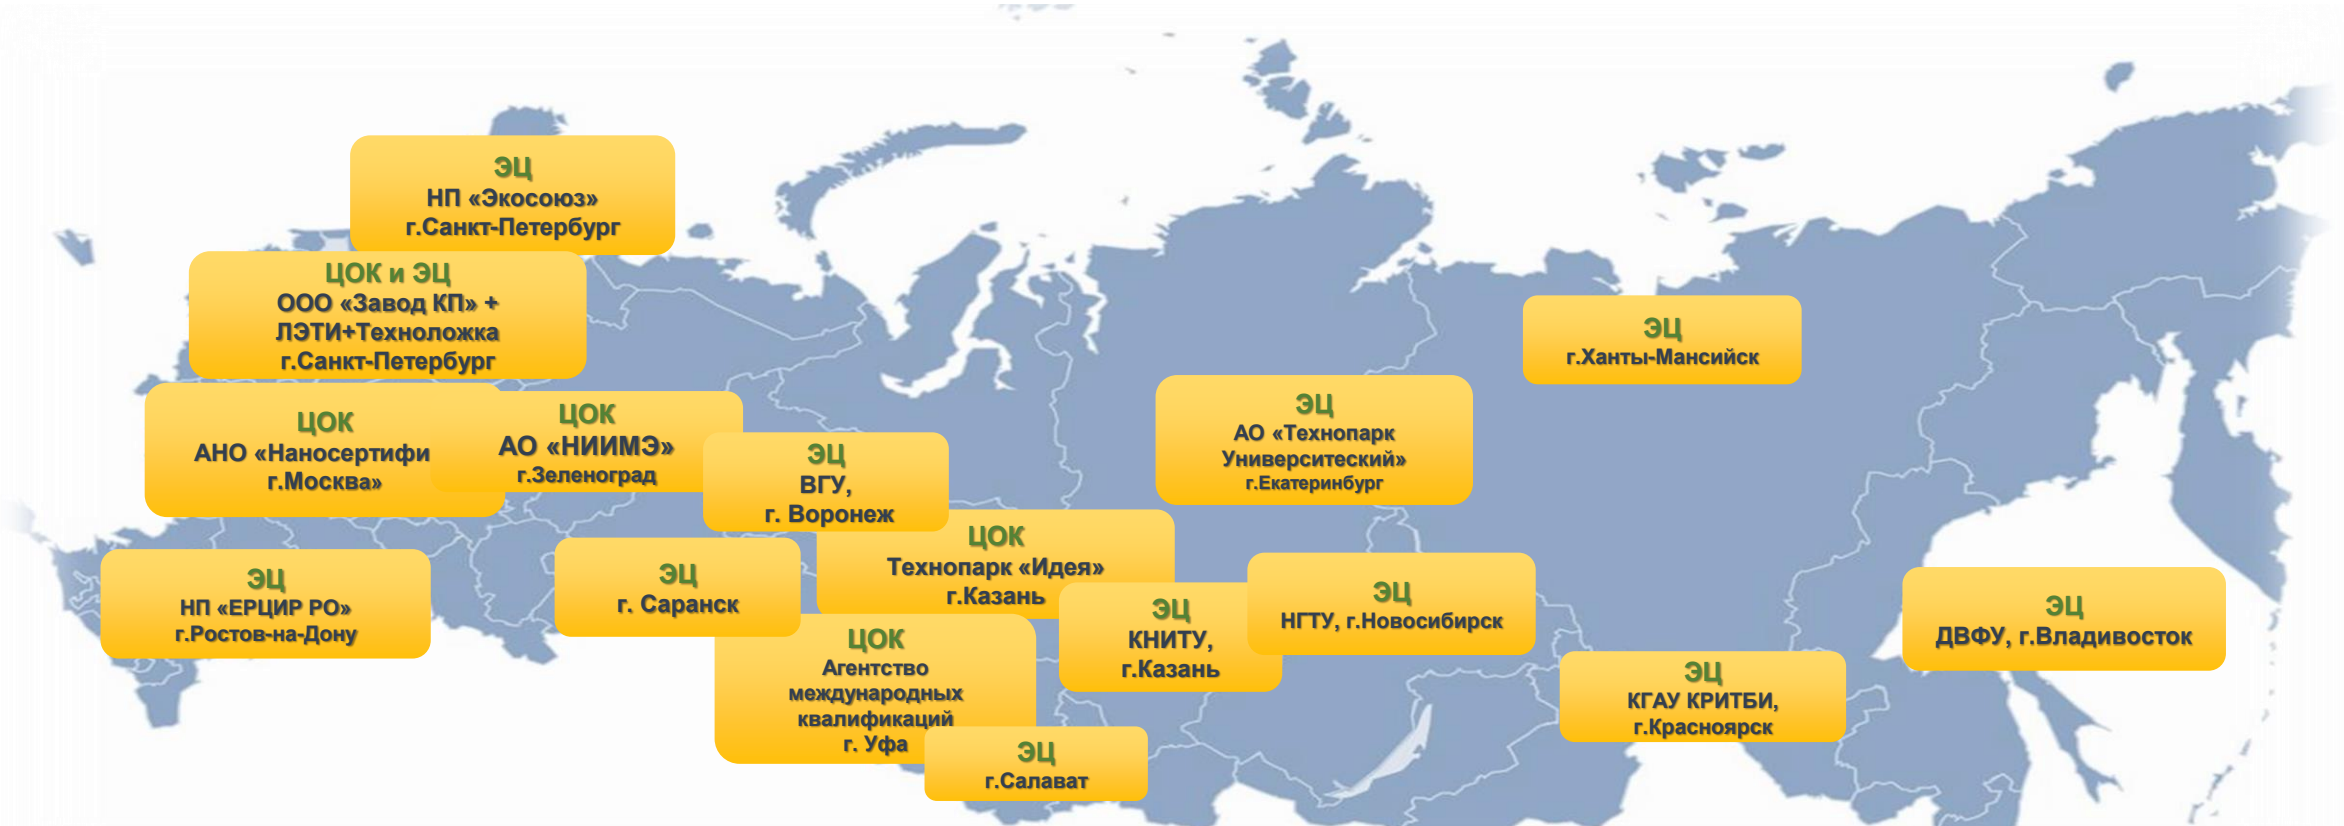 ЭЦ
НП «Экосоюз»
г.Санкт-Петербург
ЦОК и ЭЦ
ООО «Завод КП» +
ЛЭТИ+Техноложка
г.Санкт-Петербург
ЭЦ
г.Ханты-Мансийск
ЦОК
АНО «Наносертифи
г.Москва»
ЦОК
АО «НИИМЭ»
г.Зеленоград
ЭЦ
ВГУ,
г. Воронеж
ЭЦ
АО «Технопарк
Университеский»
г.Екатеринбург
ЦОК
Технопарк «Идея»
г.Казань
ЭЦ
НП «ЕРЦИР РО»
г.Ростов-на-Дону
ЭЦ
г. Саранск
ЦОК
Агентство
международных
квалификаций
г. Уфа
ЭЦ
КНИТУ,
г.Казань
ЭЦ
НГТУ, г.Новосибирск
ЭЦ
г.Салават
ЭЦ
КГАУ КРИТБИ,
г.Красноярск
ЭЦ
ДВФУ, г.Владивосток